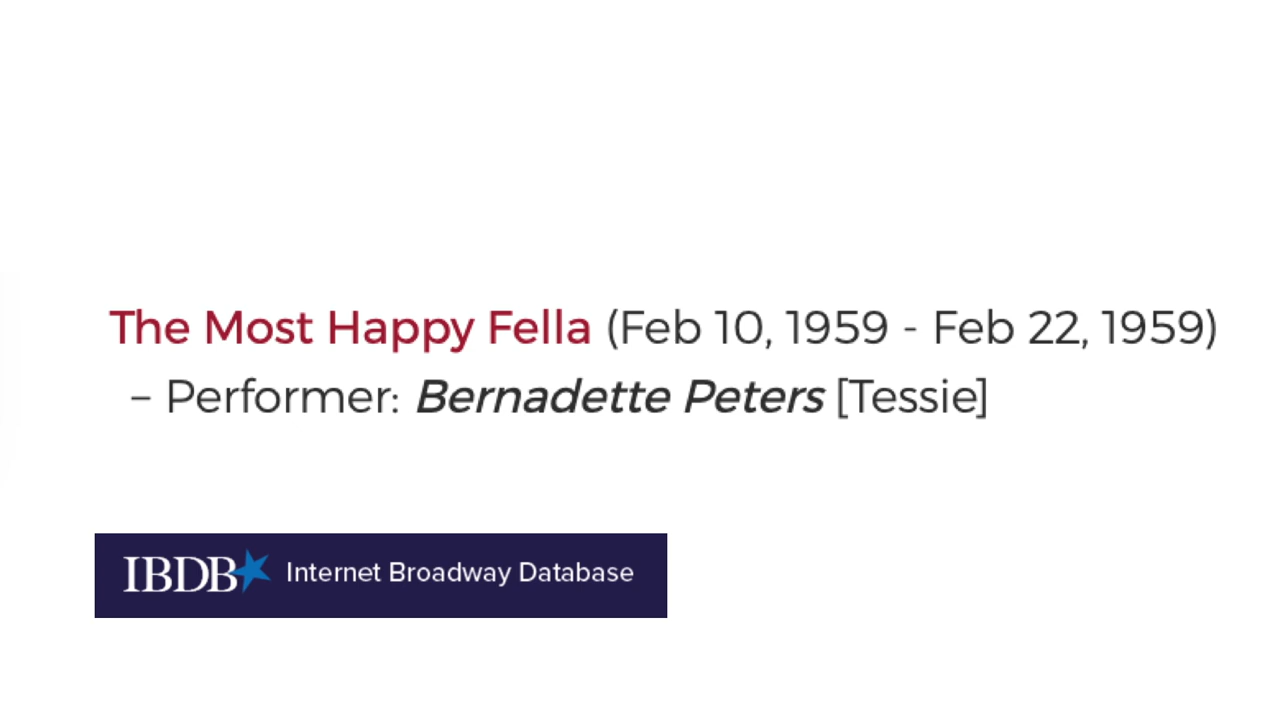 The Most Happy Fella (Feb 10, 1959 - Feb 22, 1959)
– Performer: Bernadette Peters [Tessie]
IBDB Internet Broadway Database